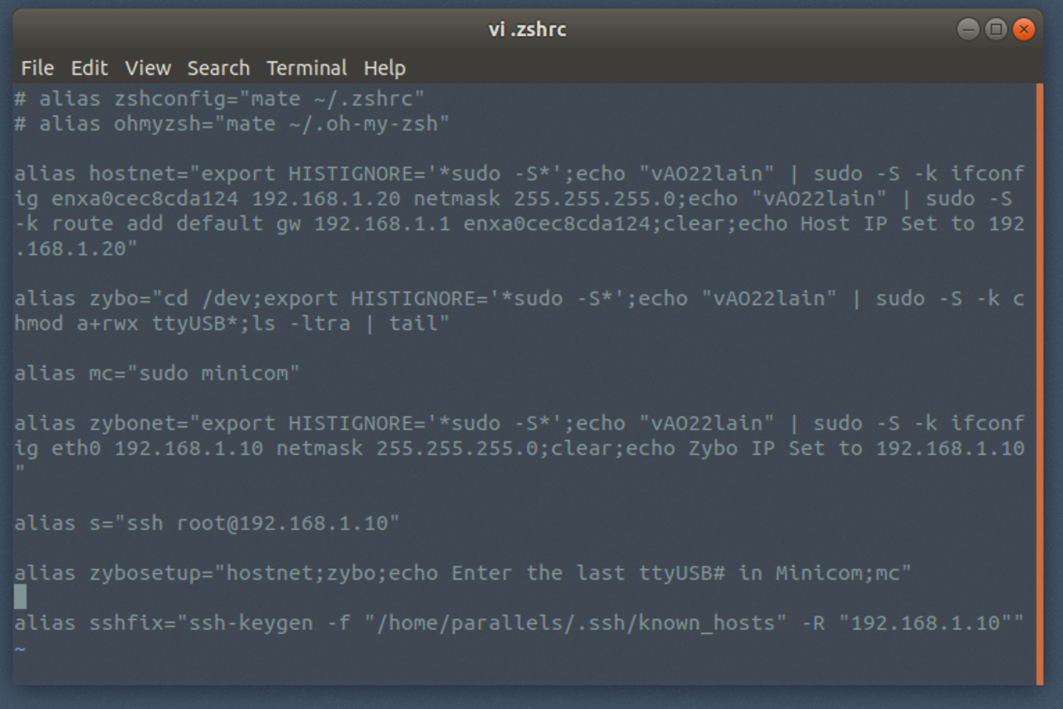 vi .zshrc
File Edit View Search Terminal Help
# alias zshconfig="mate ~/.zshrc"
# alias ohmyzsh="mate ~/.oh-my-zsh"
alias hostnet="export HISTIGNORE='*sudo -S*';echo "vAO22lain" | sudo -S -k ifconf
ig enxa0cec8cda124 192.168.1.20 netmask 255.255.255.0;echo "vAO22lain" | sudo -S
-k route add default gw 192.168.1.1 enxa0cec8cda124;clear;echo Host IP Set to 192
.168.1.20"
alias zybo="cd /dev;export HISTIGNORE='*sudo -S*';echo "vAO22lain" | sudo -S -k c
hmod a+rwx ttyUSB*;ls -ltra | tail"
alias mc="sudo minicom"
alias zybonet="export HISTIGNORE='*sudo -S*';echo "vAO22lain" | sudo -S -k ifconf
ig eth0 192.168.1.10 netmask 255.255.255.0;clear;echo Zybo IP Set to 192.168.1.10
"
alias s="ssh root@192.168.1.10"
alias zybosetup="hostnet;zybo;echo Enter the last ttyUSB# in Minicom;mc"
alias sshfix="ssh-keygen -f "/home/parallels/.ssh/known_hosts" -R "192.168.1.10""
~